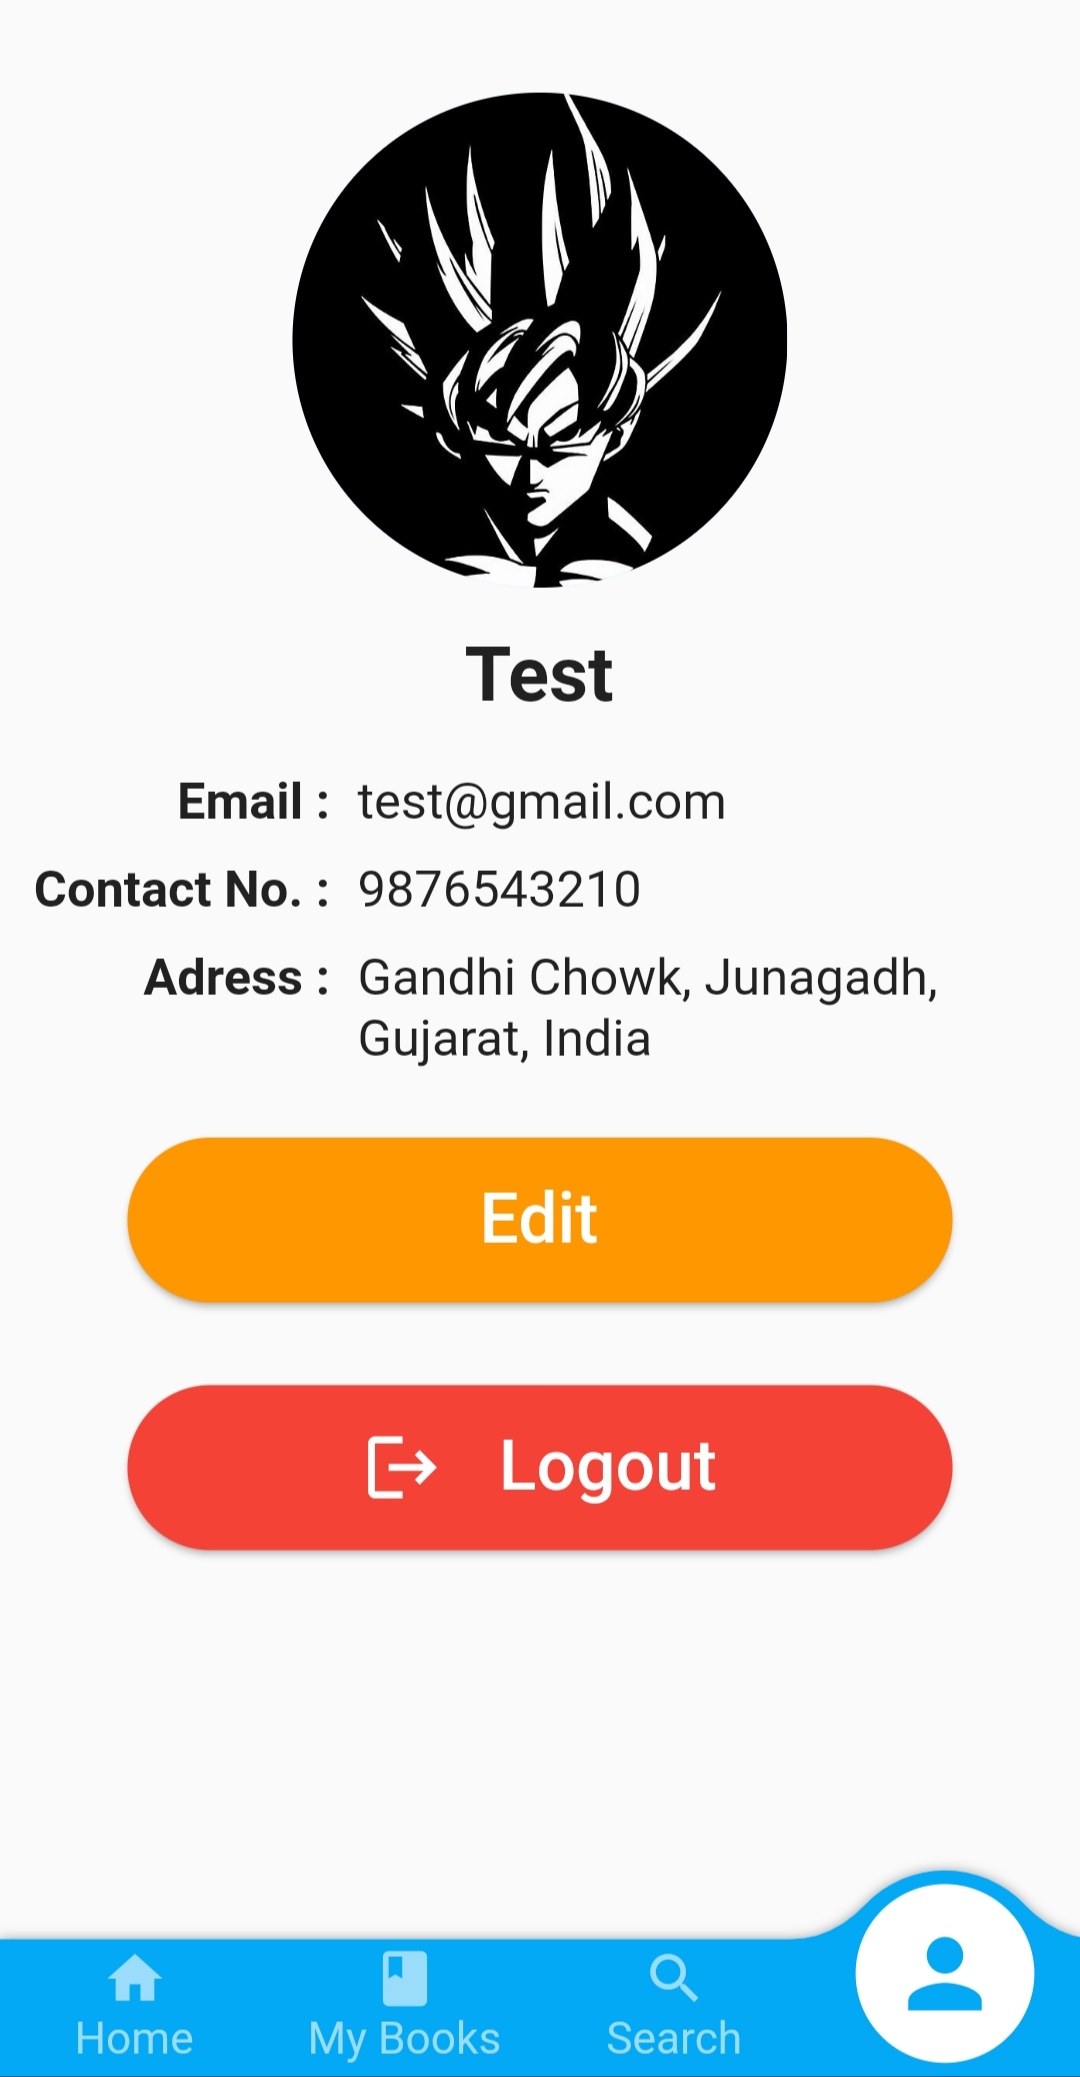 Test
Email : test@gmail.com
Contact No. : 9876543210
Adress : Gandhi Chowk, Junagadh,
Gujarat, India
Edit
Logout
Home My Books Search